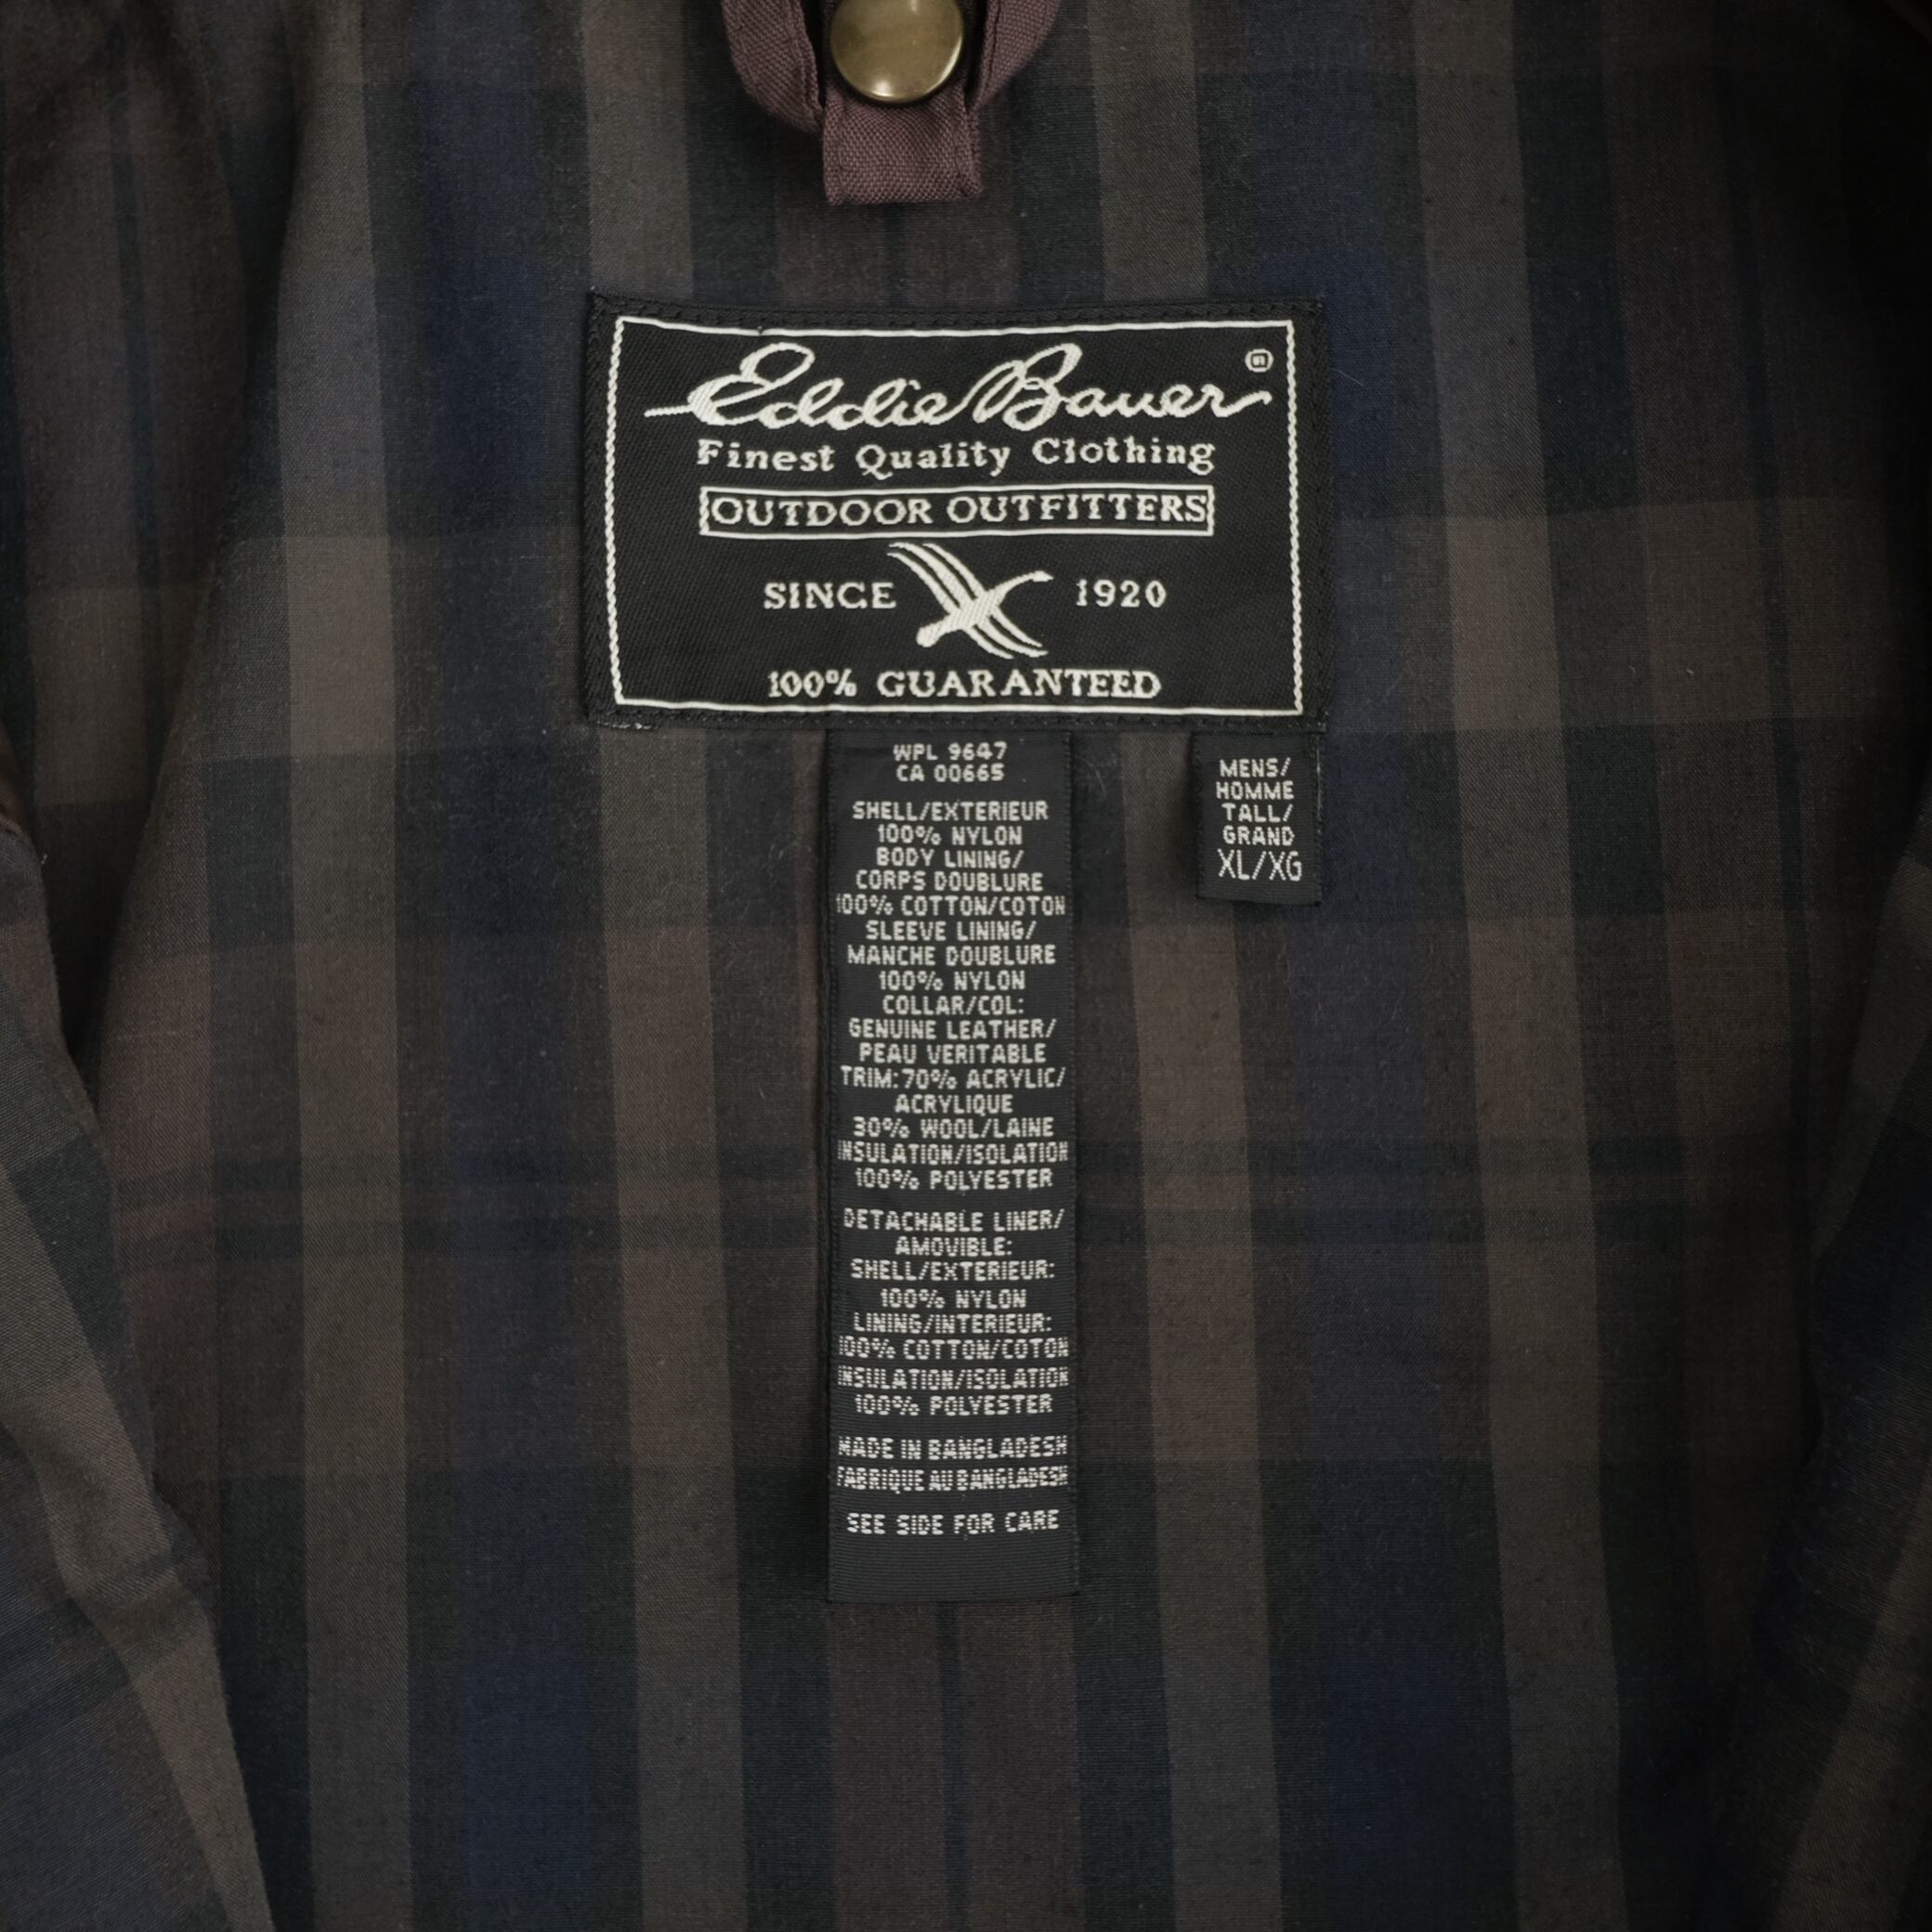 Eddie Bauer®
Finest Quality Clothing
OUTDOOR OUTFITTERS
SINCE 1920
100% GUARANTEED
WPL 9647
CA 00665
SHELL/EXTERIEUR
100% NYLON
BODY LINING/
CORPS DOUBLURE
100% COTTON/COTON
SLEEVE LINING/
MANCHE DOUBLURE
100% NYLON
COLLAR/COL:
GENUINE LEATHER/
PEAU VERITABLE
TRIM:70% ACRYLIC/
ACRYLIQUE
30% WOOL/LAINE
INSULATION/ISOLATION
100% POLYESTER
DETACHABLE LINER/
AMOVIBLE:
SHELL/EXTERIEUR:
100% NYLON
LINING/INTERIEUR:
100% COTTON/COTON
INSULATION/ISOLATION
100% POLYESTER
MADE IN BANGLADESH
FABRIQUE AU BANGLADESH
SEE SIDE FOR CARE
MENS/
HOMME
TALL/
GRAND
XL/XG